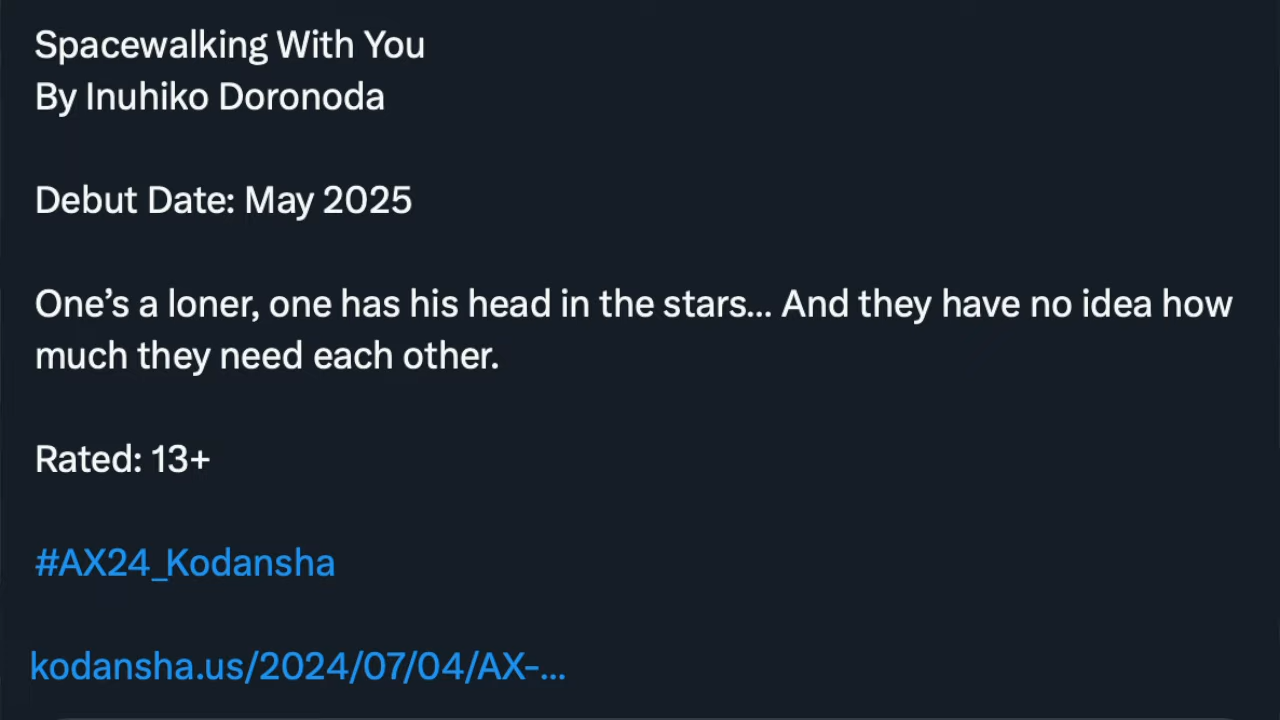 Spacewalking With You
By Inuhiko Doronoda
Debut Date: May 2025
One’s a loner, one has his head in the stars... And they have no idea how
much they need each other.
Rated: 13+
#AX24_Kodansha
kodansha.us/2024/07/04/AX-...